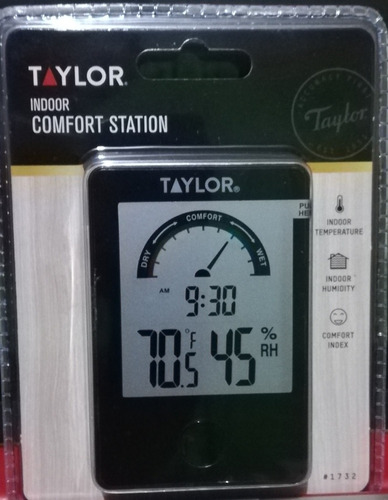 TAYLOR®
INDOOR
COMFORT STATION
Taylor
TAYLOR®
DRY COMFORT WET
AM
9:30
70.5 °F 45 % RH
INDOOR
TEMPERATURE
INDOOR
HUMIDITY
COMFORT
INDEX
#1732